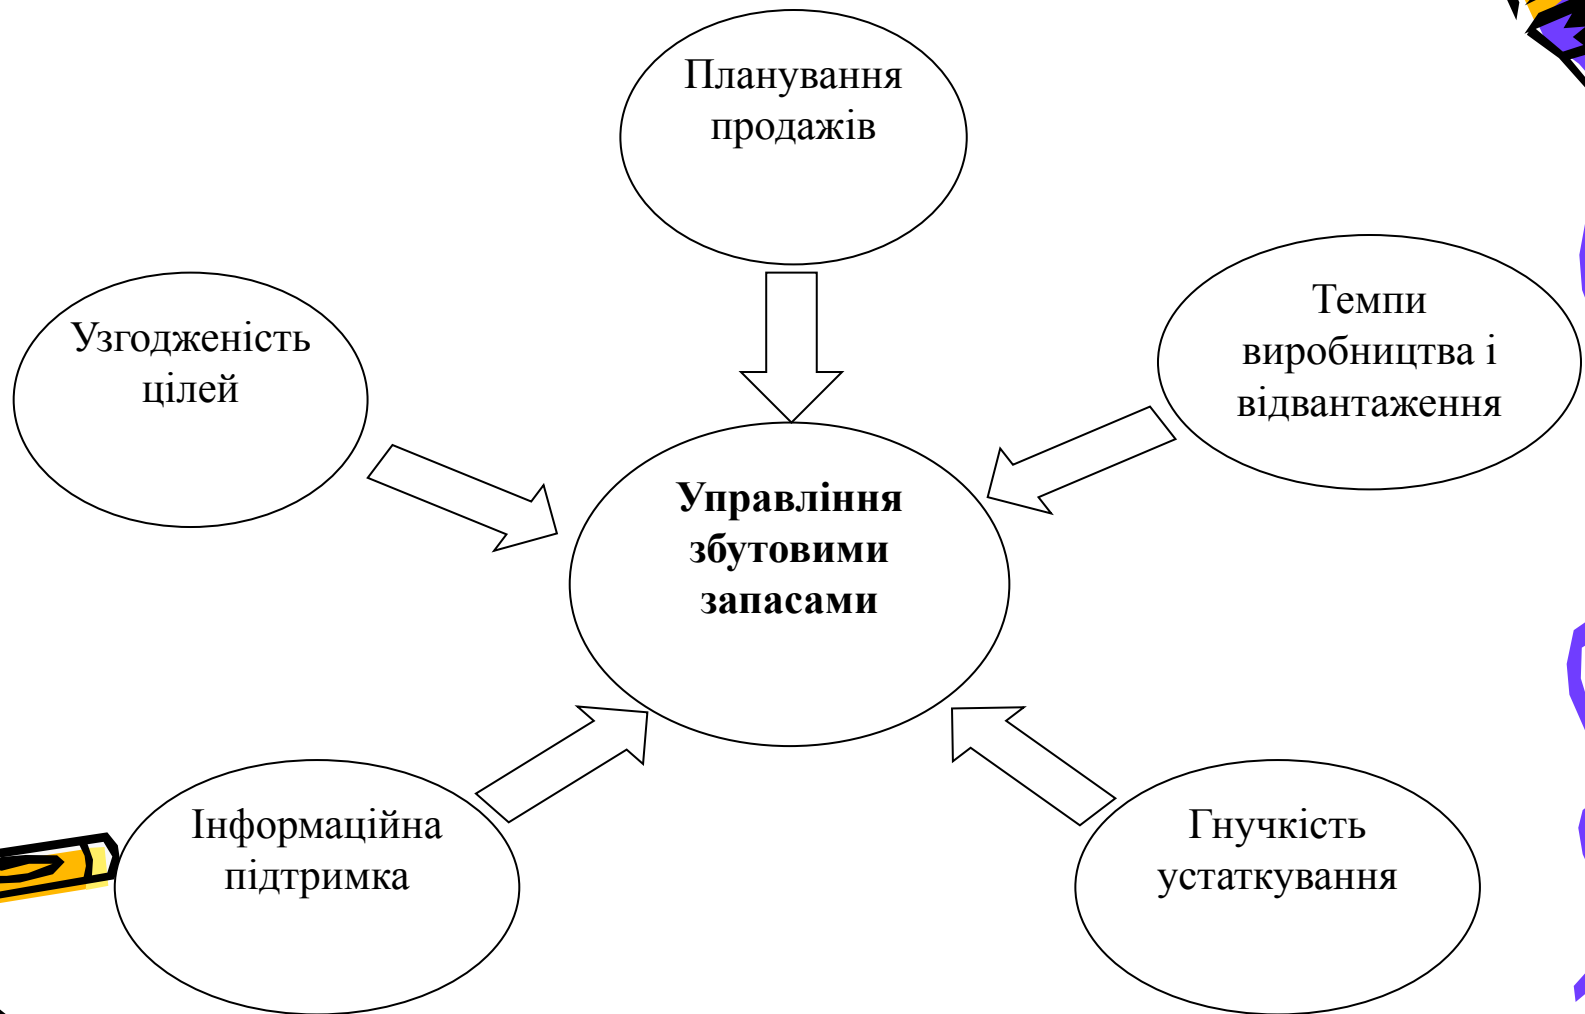 Планування
продажів
Узгодженість
цілей
Темпи
виробництва і
відвантаження
Управління
збутовими
запасами
Інформаційна
підтримка
Гнучкість
устаткування